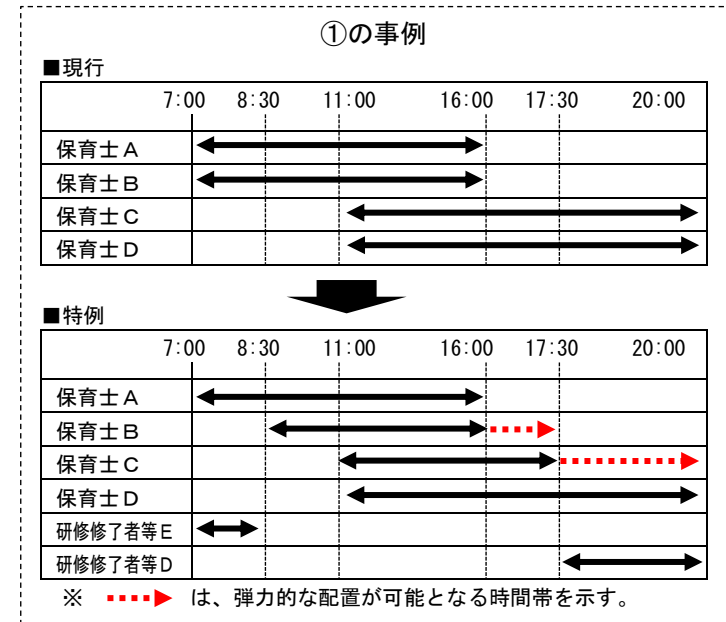 ①の事例
■現行
7:00 8:30 11:00 16:00 17:30 20:00
保育士A
保育士B
保育士C
保育士D
■特例
7:00 8:30 11:00 16:00 17:30 20:00
保育士A
保育士B
保育士C
保育士D
研修修了者等E
研修修了者等D
※ は、弾力的な配置が可能となる時間帯を示す。